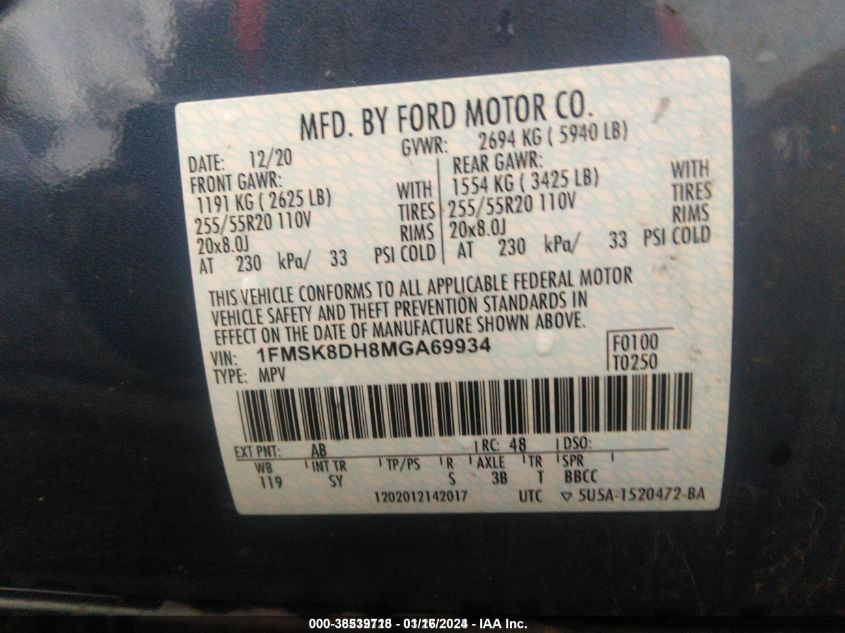 MFD. BY FORD MOTOR CO.
DATE: 12/20 GVWR: 2694 KG ( 5940 LB)
FRONT GAWR: REAR GAWR:
1191 KG ( 2625 LB) WITH 1554 KG ( 3425 LB) WITH
255/55R20 110V TIRES 255/55R20 110V TIRES
20x8.0J RIMS 20x8.0J RIMS
AT 230 kPa/ 33 PSI COLD AT 230 kPa/ 33 PSI COLD
THIS VEHICLE CONFORMS TO ALL APPLICABLE FEDERAL MOTOR
VEHICLE SAFETY AND THEFT PREVENTION STANDARDS IN
EFFECT ON THE DATE OF MANUFACTURE SHOWN ABOVE.
VIN: 1FMSK8DH8MGA69934 F0100
TYPE: MPV T0250
EXT PNT: AB RC: 48 DSO:
WB INT TR TP/PS R AXLE TR SPR
119 SY S 3B T BBCC
1202012142017 UTC ▽ 5U5A-1520472-BA
- IAA Inc.